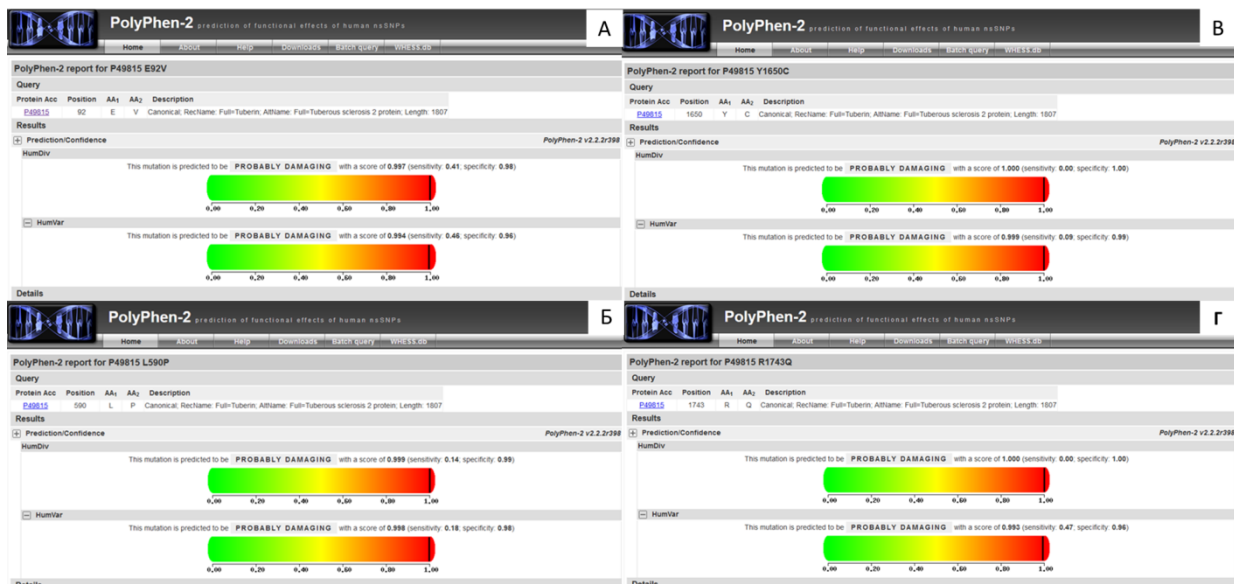 PolyPhen-2 prediction of functional effects of human nsSNPs
А
Home About Help Downloads Batch query WHESS.db
PolyPhen-2 report for P49815 E92V
Query
Protein Acc Position AA1 AA2 Description
P49815 92 E V Canonical; RecName: Full=Tuberin; AltName: Full=Tuberous sclerosis 2 protein; Length: 1807
Results
Prediction/Confidence PolyPhen-2 v2.2.2r398
HumDiv
This mutation is predicted to be PROBABLY DAMAGING with a score of 0.997 (sensitivity: 0.41; specificity: 0.98)
0,00 0,20 0,40 0,60 0,80 1,00
HumVar
This mutation is predicted to be PROBABLY DAMAGING with a score of 0.994 (sensitivity: 0.46; specificity: 0.96)
0,00 0,20 0,40 0,60 0,80 1,00
Details
PolyPhen-2 prediction of functional effects of human nsSNPs
Б
Home About Help Downloads Batch query WHESS.db
PolyPhen-2 report for P49815 L590P
Query
Protein Acc Position AA1 AA2 Description
P49815 590 L P Canonical; RecName: Full=Tuberin; AltName: Full=Tuberous sclerosis 2 protein; Length: 1807
Results
Prediction/Confidence PolyPhen-2 v2.2.2r398
HumDiv
This mutation is predicted to be PROBABLY DAMAGING with a score of 0.999 (sensitivity: 0.14; specificity: 0.99)
0,00 0,20 0,40 0,60 0,80 1,00
HumVar
This mutation is predicted to be PROBABLY DAMAGING with a score of 0.998 (sensitivity: 0.18; specificity: 0.98)
0,00 0,20 0,40 0,60 0,80 1,00
Details
PolyPhen-2 prediction of functional effects of human nsSNPs
В
Home About Help Downloads Batch query WHESS.db
PolyPhen-2 report for P49815 Y1650C
Query
Protein Acc Position AA1 AA2 Description
P49815 1650 Y C Canonical; RecName: Full=Tuberin; AltName: Full=Tuberous sclerosis 2 protein; Length: 1807
Results
Prediction/Confidence PolyPhen-2 v2.2.2r398
HumDiv
This mutation is predicted to be PROBABLY DAMAGING with a score of 1.000 (sensitivity: 0.00; specificity: 1.00)
0,00 0,20 0,40 0,60 0,80 1,00
HumVar
This mutation is predicted to be PROBABLY DAMAGING with a score of 0.999 (sensitivity: 0.09; specificity: 0.99)
0,00 0,20 0,40 0,60 0,80 1,00
Details
PolyPhen-2 prediction of functional effects of human nsSNPs
Г
Home About Help Downloads Batch query WHESS.db
PolyPhen-2 report for P49815 R1743Q
Query
Protein Acc Position AA1 AA2 Description
P49815 1743 R Q Canonical; RecName: Full=Tuberin; AltName: Full=Tuberous sclerosis 2 protein; Length: 1807
Results
Prediction/Confidence PolyPhen-2 v2.2.2r398
HumDiv
This mutation is predicted to be PROBABLY DAMAGING with a score of 1.000 (sensitivity: 0.00; specificity: 1.00)
0,00 0,20 0,40 0,60 0,80 1,00
HumVar
This mutation is predicted to be PROBABLY DAMAGING with a score of 0.993 (sensitivity: 0.47; specificity: 0.96)
0,00 0,20 0,40 0,60 0,80 1,00
Details